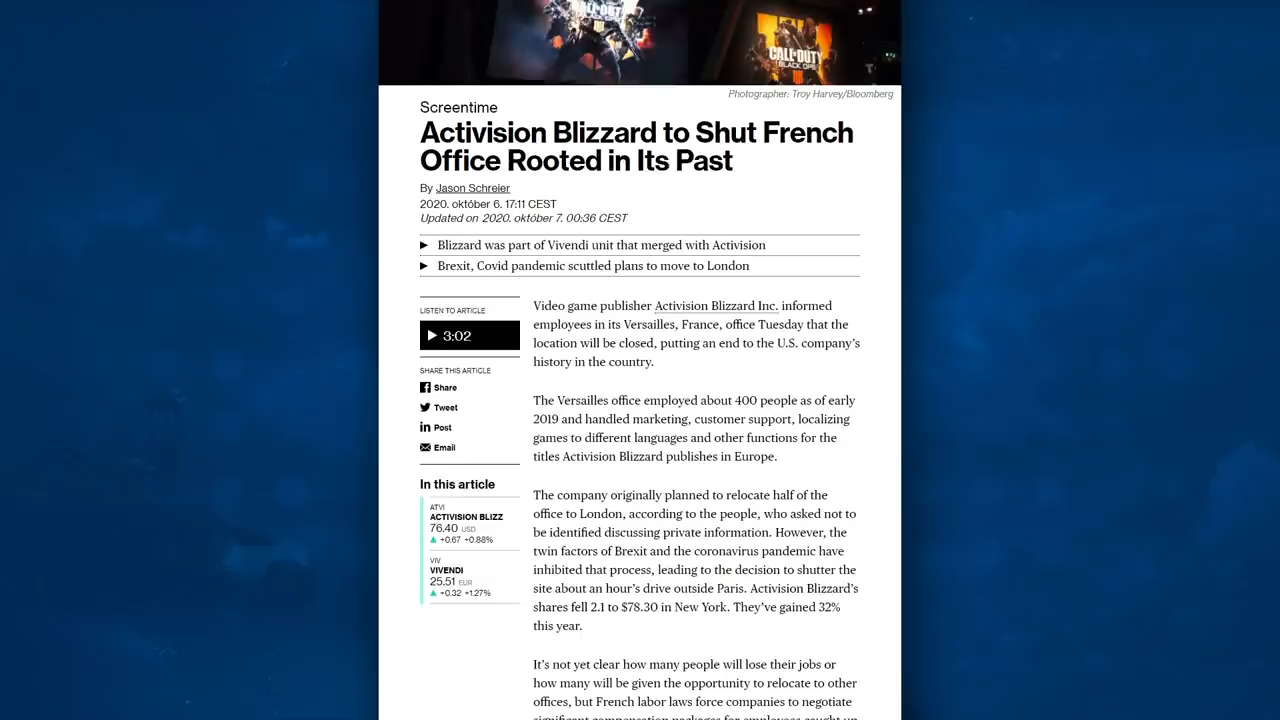 CALL OF DUTY
BLACK OPS
CALL OF DUTY
BLACK OPS
IIII
Photographer: Troy Harvey/Bloomberg
Screentime
Activision Blizzard to Shut French
Office Rooted in Its Past
By Jason Schreier
2020. október 6. 17:11 CEST
Updated on 2020. október 7. 00:36 CEST
▶ Blizzard was part of Vivendi unit that merged with Activision
▶ Brexit, Covid pandemic scuttled plans to move to London
LISTEN TO ARTICLE
3:02
SHARE THIS ARTICLE
Share
Tweet
Post
Email
In this article
ATVI
ACTIVISION BLIZZ
76.40 USD
▲ +0.67 +0.88%
VIV
VIVENDI
25.51 EUR
▲ +0.32 +1.27%
Video game publisher Activision Blizzard Inc. informed
employees in its Versailles, France, office Tuesday that the
location will be closed, putting an end to the U.S. company's
history in the country.
The Versailles office employed about 400 people as of early
2019 and handled marketing, customer support, localizing
games to different languages and other functions for the
titles Activision Blizzard publishes in Europe.
The company originally planned to relocate half of the
office to London, according to the people, who asked not to
be identified discussing private information. However, the
twin factors of Brexit and the coronavirus pandemic have
inhibited that process, leading to the decision to shutter the
site about an hour's drive outside Paris. Activision Blizzard's
shares fell 2.1 to $78.30 in New York. They've gained 32%
this year.
It's not yet clear how many people will lose their jobs or
how many will be given the opportunity to relocate to other
offices, but French labor laws force companies to negotiate
significant compensation packages for employees caught up